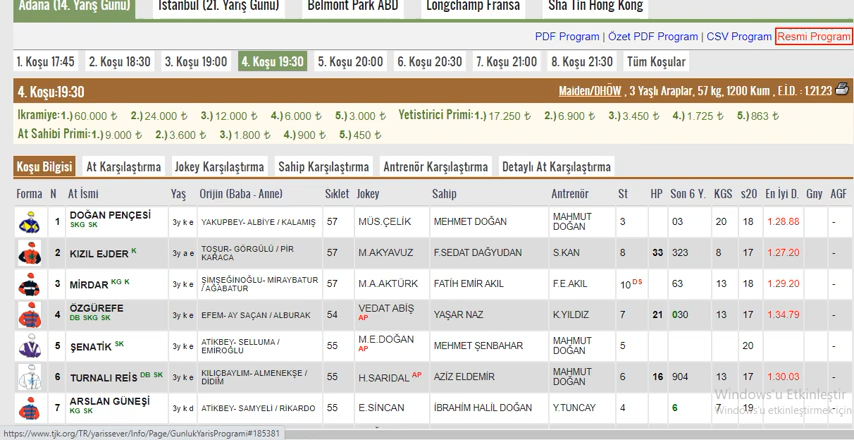 Adana (14. Yarış Günü) İstanbul (21. Yarış Günü) Belmont Park ABD Longchamp Fransa Sha Tin Hong Kong
PDF Program | Özet PDF Program | CSV Program | Resmi Program
1. Koşu 17:45 2. Koşu 18:30 3. Koşu 19:00 4. Koşu 19:30 5. Koşu 20:00 6. Koşu 20:30 7. Koşu 21:00 8. Koşu 21:30 Tüm Koşular
4. Koşu:19:30 Maiden/DHÖW , 3 Yaşlı Araplar, 57 kg, 1200 Kum , E.İ.D. : 1.21.23
İkramiye:1.) 60.000 ₺ 2.) 24.000 ₺ 3.) 12.000 ₺ 4.) 6.000 ₺ 5.) 3.000 ₺ Yetistirici Primi:1.) 17.250 ₺ 2.) 6.900 ₺ 3.) 3.450 ₺ 4.) 1.725 ₺ 5.) 863 ₺
At Sahibi Primi:1.) 9.000 ₺ 2.) 3.600 ₺ 3.) 1.800 ₺ 4.) 900 ₺ 5.) 450 ₺
Koşu Bilgisi At Karşılaştırma Jokey Karşılaştırma Sahip Karşılaştırma Antrenör Karşılaştırma Detaylı At Karşılaştırma
Forma N At İsmi Yaş Orijin (Baba - Anne) Sıklet Jokey Sahip Antrenör St HP Son 6 Y. KGS s20 En İyi D. Gny AGF
1 DOĞAN PENÇESİ SKG SK 3y k e YAKUPBEY- ALBİYE / KALAMIŞ 57 MÜS.ÇELİK MEHMET DOĞAN MAHMUT DOĞAN 3 03 20 18 1.28.88 -
2 KIZIL EJDER K 3y a e TOSUR- GÖRGÜLÜ / PİR KARACA 57 M.AKYAVUZ F.SEDAT DAĞYUDAN S.KAN 8 33 323 8 17 1.27.20 -
3 MİRDAR KG K 3y k e ŞİMŞEĞİNOĞLU- MİRAYBATUR / AĞABATUR 57 M.A.AKTÜRK FATİH EMİR AKIL F.E.AKIL 10 DS 63 13 18 1.29.20 -
4 ÖZGÜREFE DB SKG SK 3y k e EFEM- AY SAÇAN / ALBURAK 54 VEDAT ABİŞ AP YAŞAR NAZ K.YILDIZ 7 21 030 13 17 1.34.79 -
5 ŞENATİK SK 3y k e ATIKBEY- SELLUMA / EMİROĞLU 55 M.E.DOĞAN AP MEHMET ŞENBAHAR MAHMUT DOĞAN 5 20 -
6 TURNALI REİS DB SK 3y k e KILIÇBAYLIM- ALMENEKŞE / DİDİM 55 H.SARIDAL AP AZİZ ELDEMİR MAHMUT DOĞAN 6 16 904 13 17 1.30.03 -
7 ARSLAN GÜNEŞİ KG SK 3y k d ATIKBEY- SAMYELİ / RIKARDO 55 E.SİNCAN İBRAHİM HALİL DOĞAN Y.TUNCAY 4 6 7 19 -
Windows'u Etkinleştir
Windows'u etkinleştirmek için
https://www.tjk.org/TR/yarissever/Info/Page/GunlukYarisProgrami#185381